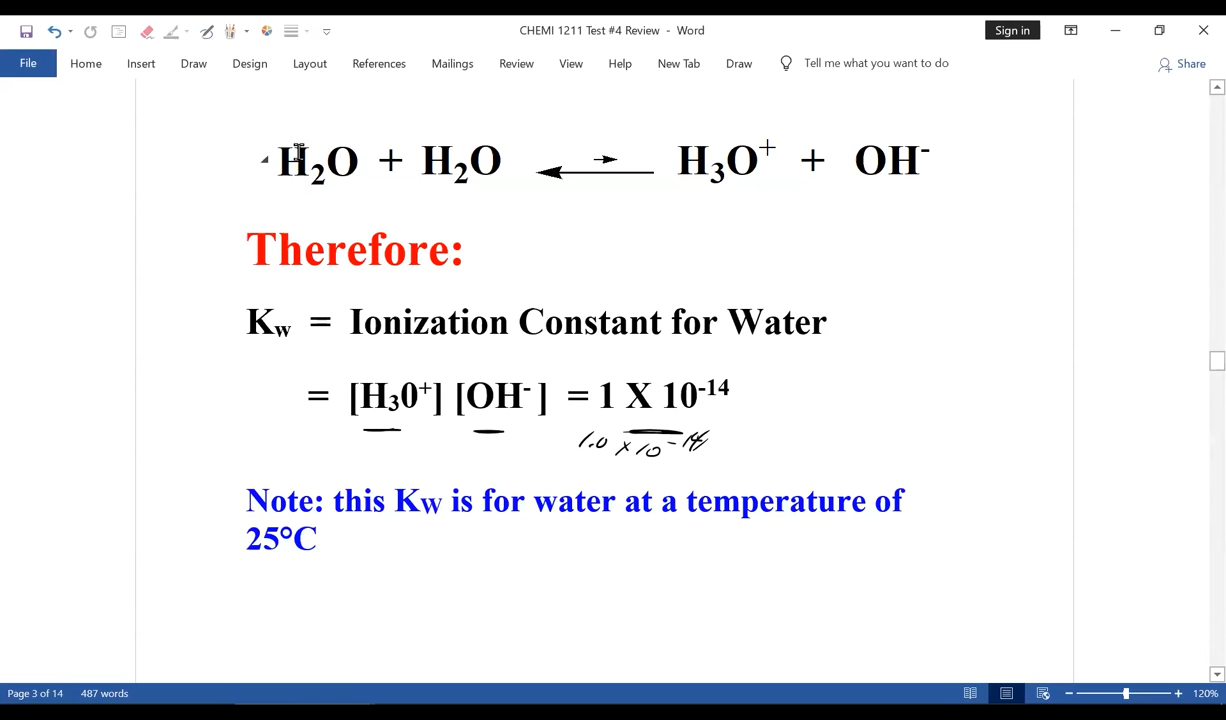 CHEMI 1211 Test #4 Review - Word
Sign in
File Home Insert Draw Design Layout References Mailings Review View Help New Tab Draw Tell me what you want to do Share
H₂O + H₂O ⇄ H₃O⁺ + OH⁻
Therefore:
Kw = Ionization Constant for Water
= [H₃0⁺] [OH⁻ ] = 1 X 10⁻¹⁴
1.0 x 10⁻¹⁴
Note: this KW is for water at a temperature of
25°C
Page 3 of 14 487 words 120%